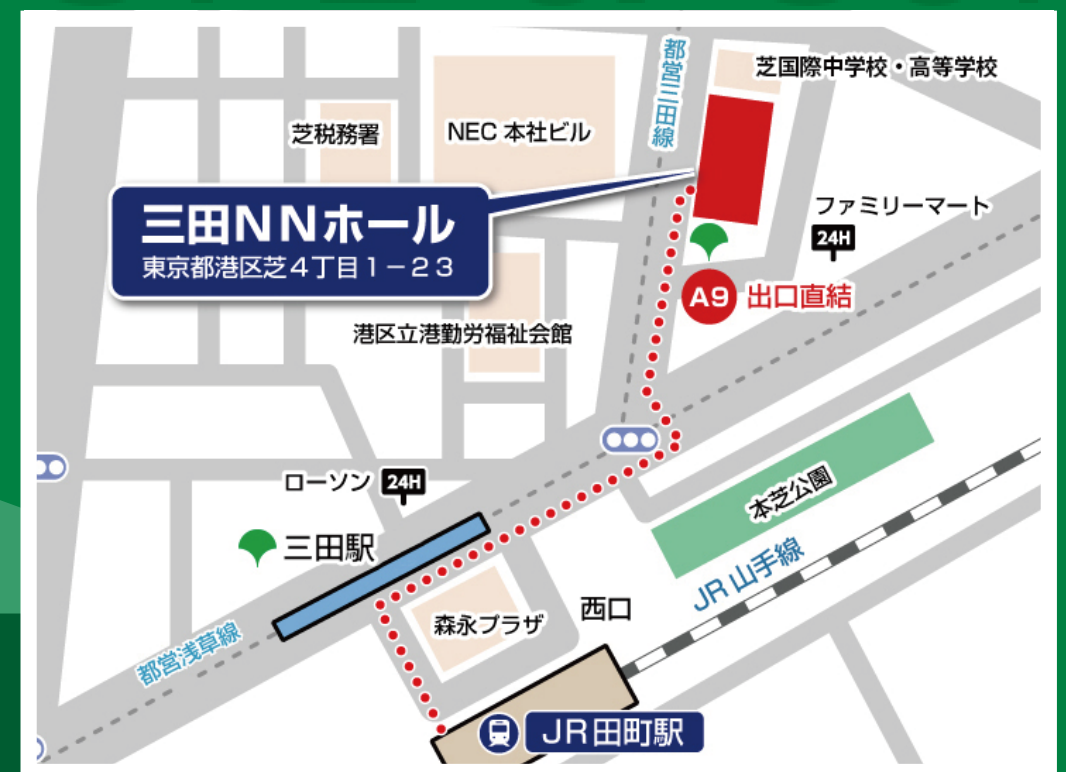 都営三田線
芝国際中学校・高等学校
芝税務署
NEC 本社ビル
三田NNホール
東京都港区芝4丁目1－23
ファミリーマート
24H
A9 出口直結
港区立港勤労福祉会館
ローソン 24H
三田駅
本芝公園
JR 山手線
西口
森永プラザ
都営浅草線
JR田町駅